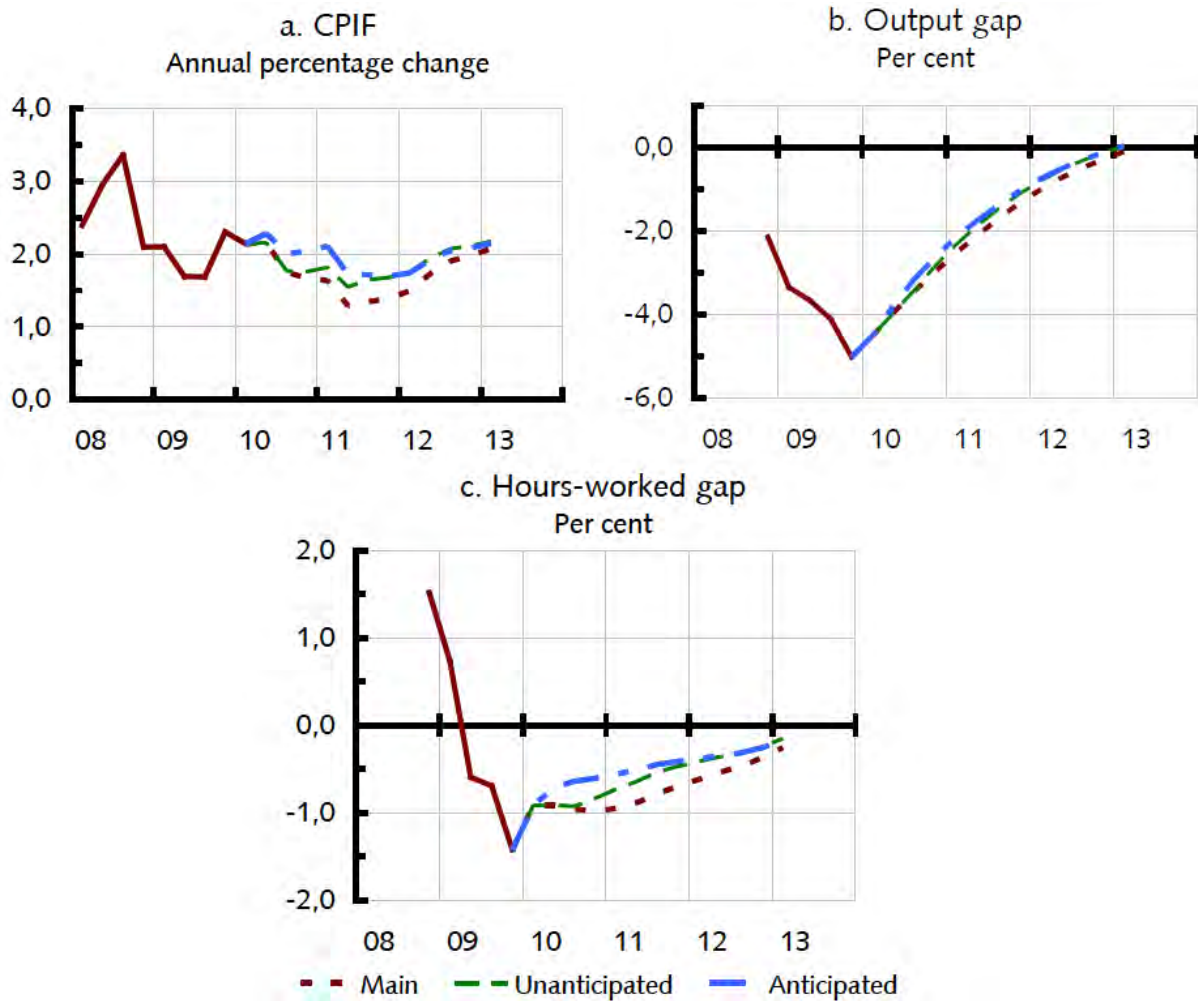 a. CPIF
Annual percentage change
4,0
3,0
2,0
1,0
0,0
08 09 10 11 12 13
b. Output gap
Per cent
0,0
-2,0
-4,0
-6,0
08 09 10 11 12 13
c. Hours-worked gap
Per cent
2,0
1,0
0,0
-1,0
-2,0
08 09 10 11 12 13
Main Unanticipated Anticipated